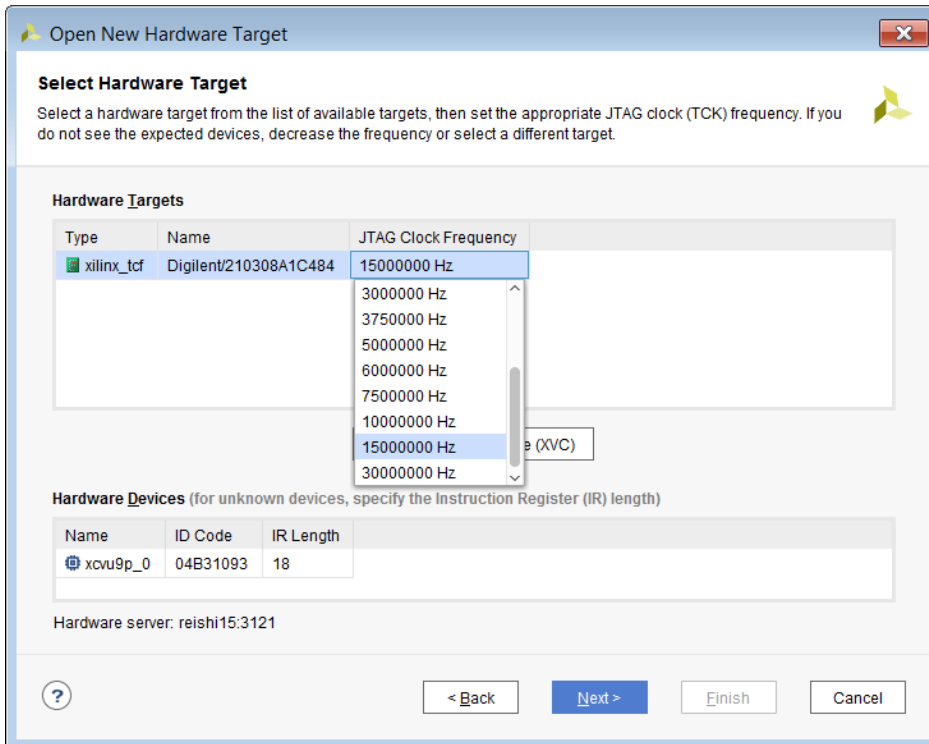 Open New Hardware Target
Select Hardware Target
Select a hardware target from the list of available targets, then set the appropriate JTAG clock (TCK) frequency. If you
do not see the expected devices, decrease the frequency or select a different target.
Hardware Targets
Type Name JTAG Clock Frequency
xilinx_tcf Digilent/210308A1C484 15000000 Hz
3000000 Hz
3750000 Hz
5000000 Hz
6000000 Hz
7500000 Hz
10000000 Hz
15000000 Hz
(XVC)
30000000 Hz
Hardware Devices (for unknown devices, specify the Instruction Register (IR) length)
Name ID Code IR Length
xcvu9p_0 04B31093 18
Hardware server: reishi15:3121
? < Back Next > Finish Cancel